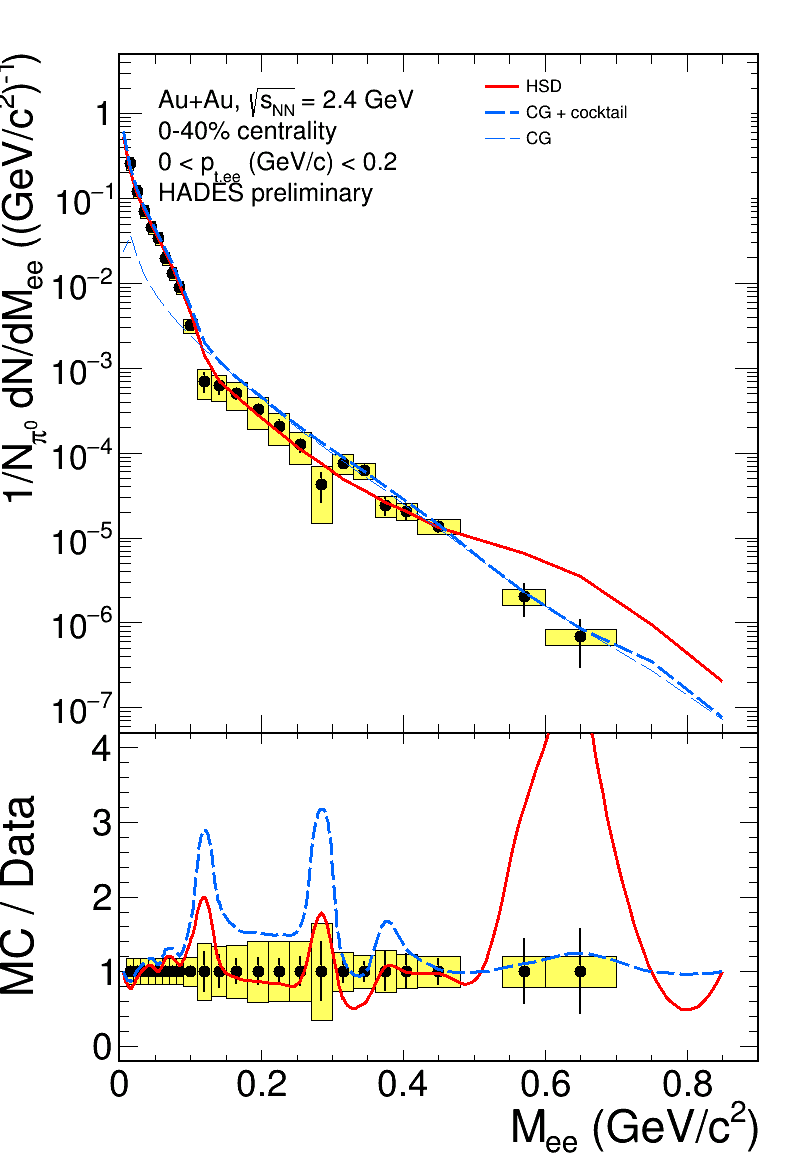 1/N_π⁰ dN/dM_ee ((GeV/c²)⁻¹)
1
10⁻¹
10⁻²
10⁻³
10⁻⁴
10⁻⁵
10⁻⁶
10⁻⁷
Au+Au, √s_NN = 2.4 GeV
0-40% centrality
0 < p_t.ee (GeV/c) < 0.2
HADES preliminary
HSD
CG + cocktail
CG
MC / Data
4
3
2
1
0
0 0.2 0.4 0.6 0.8
M_ee (GeV/c²)